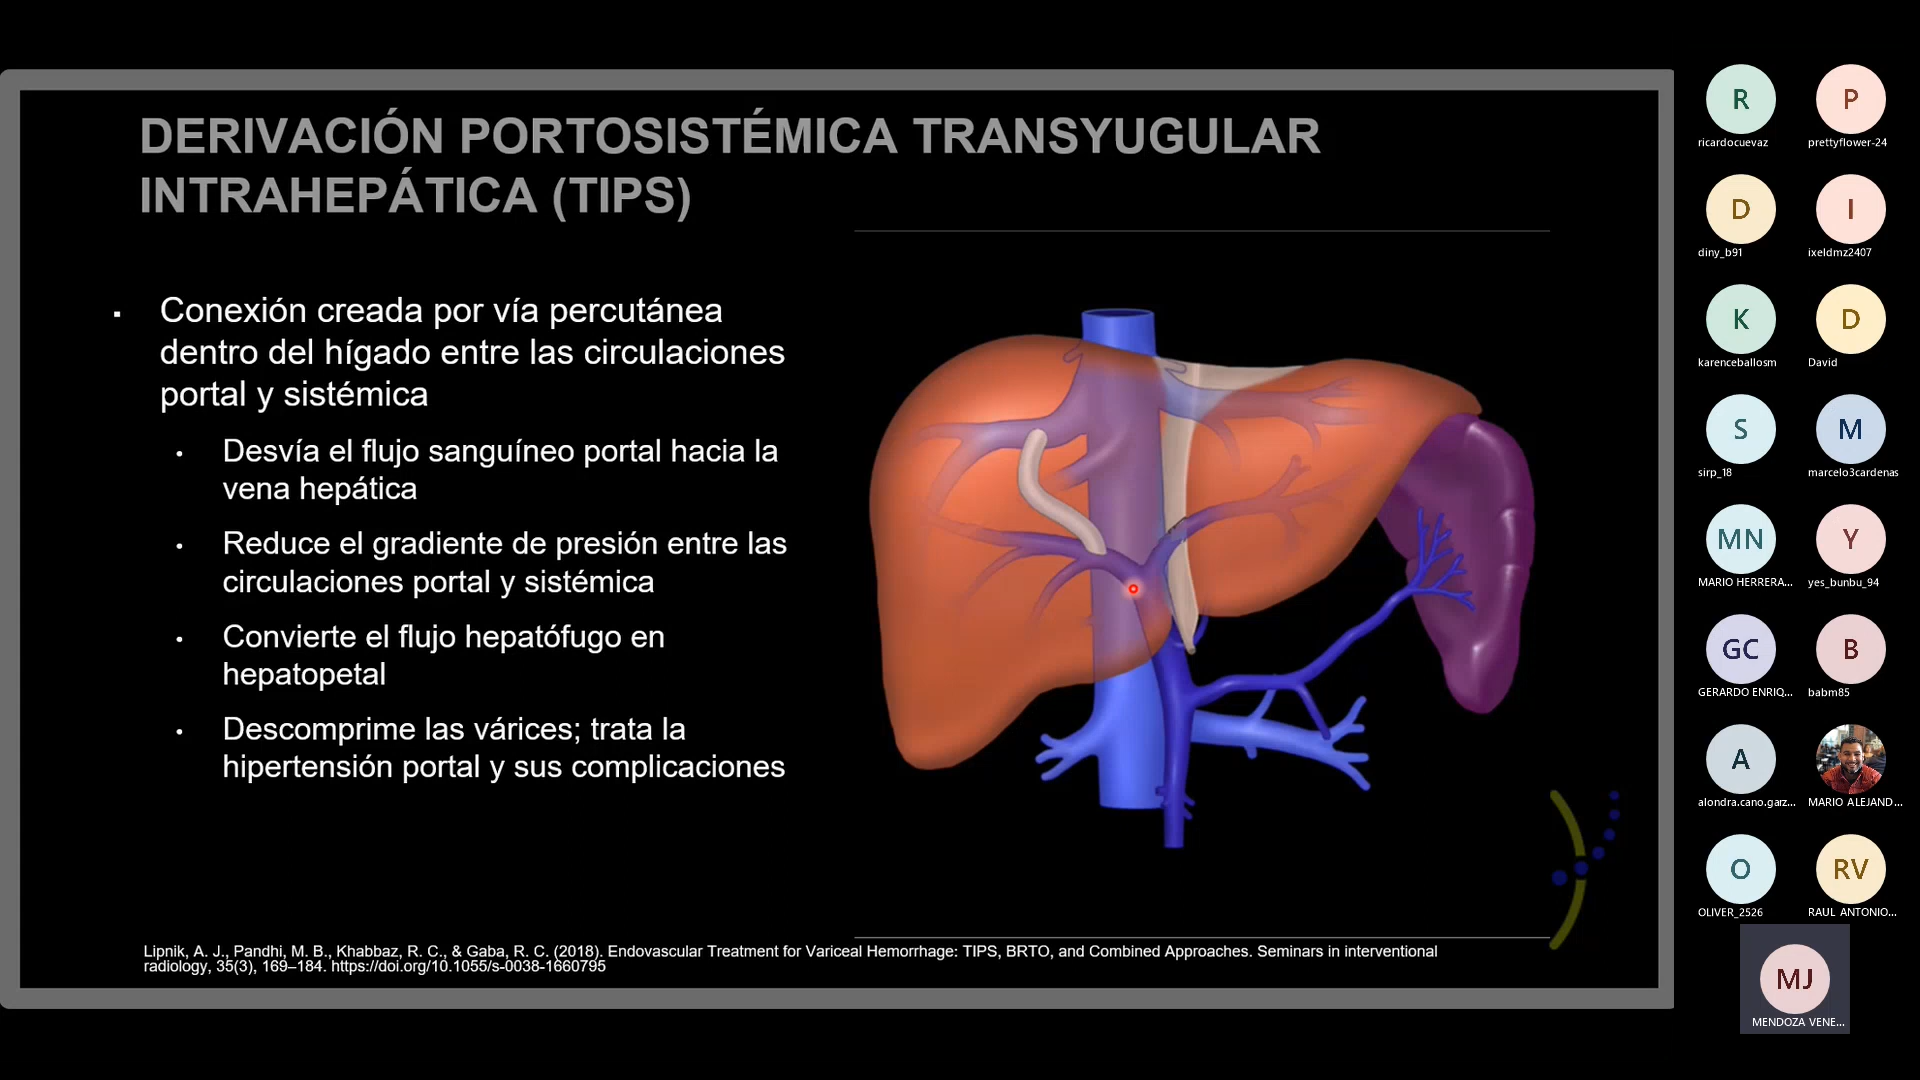 DERIVACIÓN PORTOSISTÉMICA TRANSYUGULAR
INTRAHEPÁTICA (TIPS)
▪ Conexión creada por vía percutánea
dentro del hígado entre las circulaciones
portal y sistémica
• Desvía el flujo sanguíneo portal hacia la
vena hepática
• Reduce el gradiente de presión entre las
circulaciones portal y sistémica
• Convierte el flujo hepatófugo en
hepatopetal
• Descomprime las várices; trata la
hipertensión portal y sus complicaciones
Lipnik, A. J., Pandhi, M. B., Khabbaz, R. C., & Gaba, R. C. (2018). Endovascular Treatment for Variceal Hemorrhage: TIPS, BRTO, and Combined Approaches. Seminars in interventional
radiology, 35(3), 169–184. https://doi.org/10.1055/s-0038-1660795
R P
ricardocuevaz prettyflower-24
D I
diny_b91 ixeldmz2407
K D
karenceballosm David
S M
sirp_18 marcelo3cardenas
MN Y
MARIO HERRERA... yes_bunbu_94
GC B
GERARDO ENRIQ... babm85
A
alondra.cano.garz... MARIO ALEJAND...
O RV
OLIVER_2526 RAUL ANTONIO...
MJ
MENDOZA VENE...